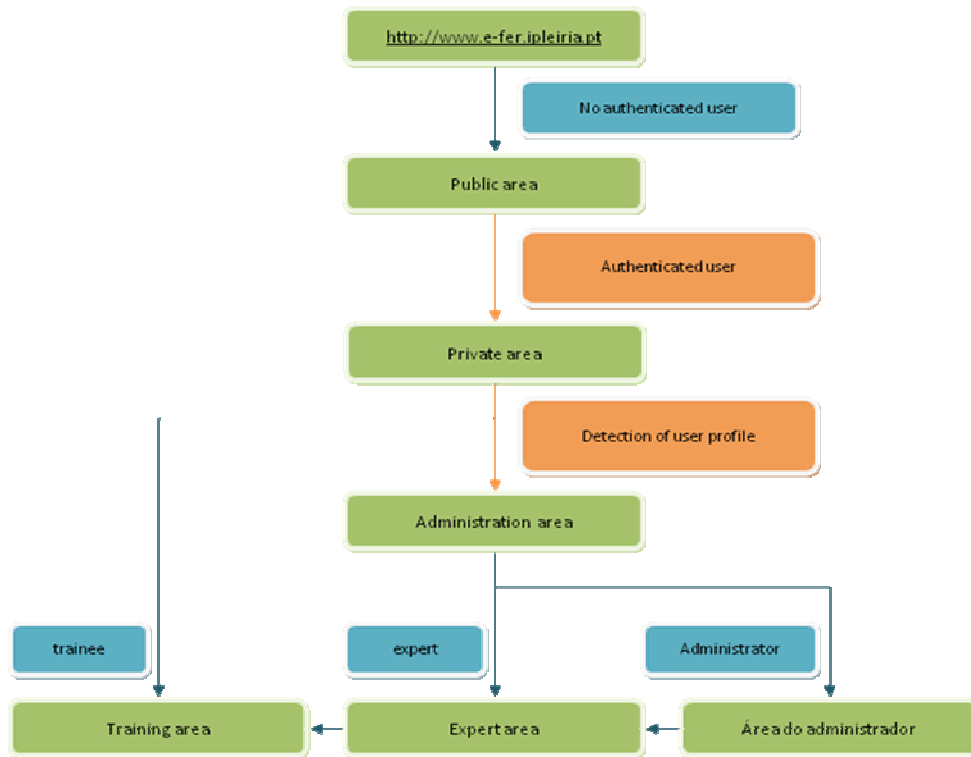 http://www.e-fer.ipleiria.pt
No authenticated user
Public area
Authenticated user
Private area
Detection of user profile
Administration area
trainee
expert
Administrator
Training area
Expert area
Área do administrador